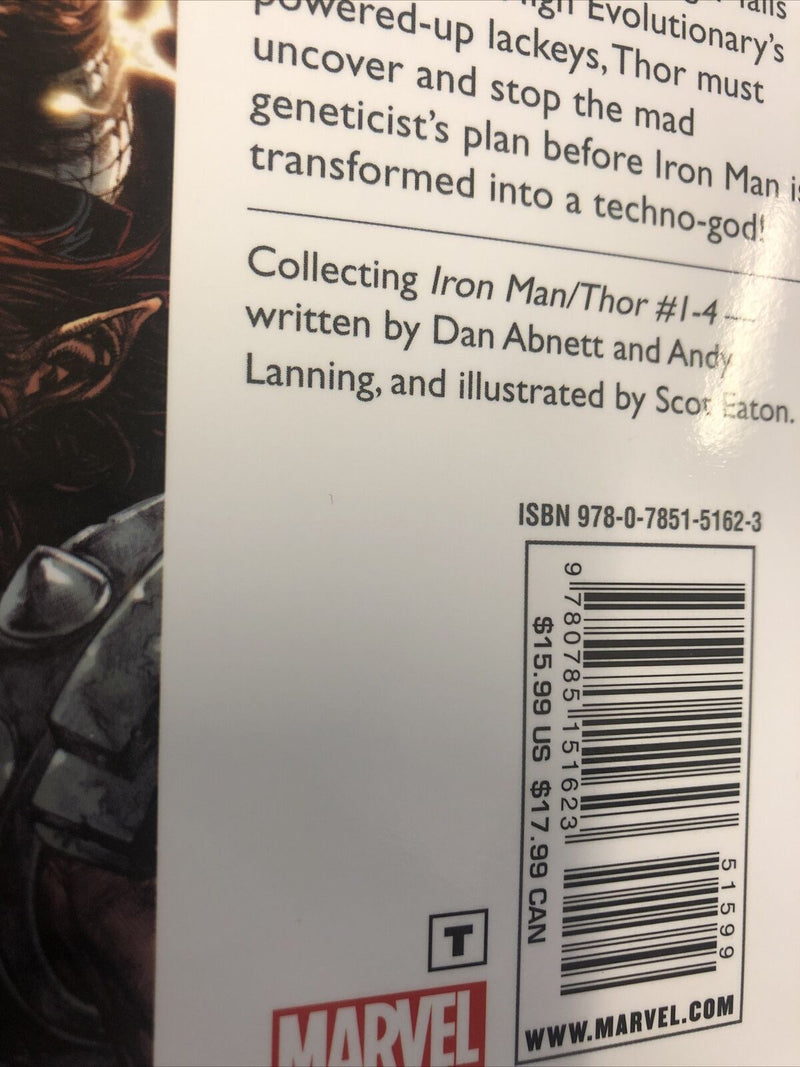 Evolutionary's
powered-up lackeys, Thor must
uncover and stop the mad
geneticist's plan before Iron Man is
transformed into a techno-god!
Collecting Iron Man/Thor #1-4 —
written by Dan Abnett and Andy
Lanning, and illustrated by Scot Eaton.
ISBN 978-0-7851-5162-3
9 780785 151623
51599
$15.99 US $17.99 CAN
WWW.MARVEL.COM
T
MARVEL